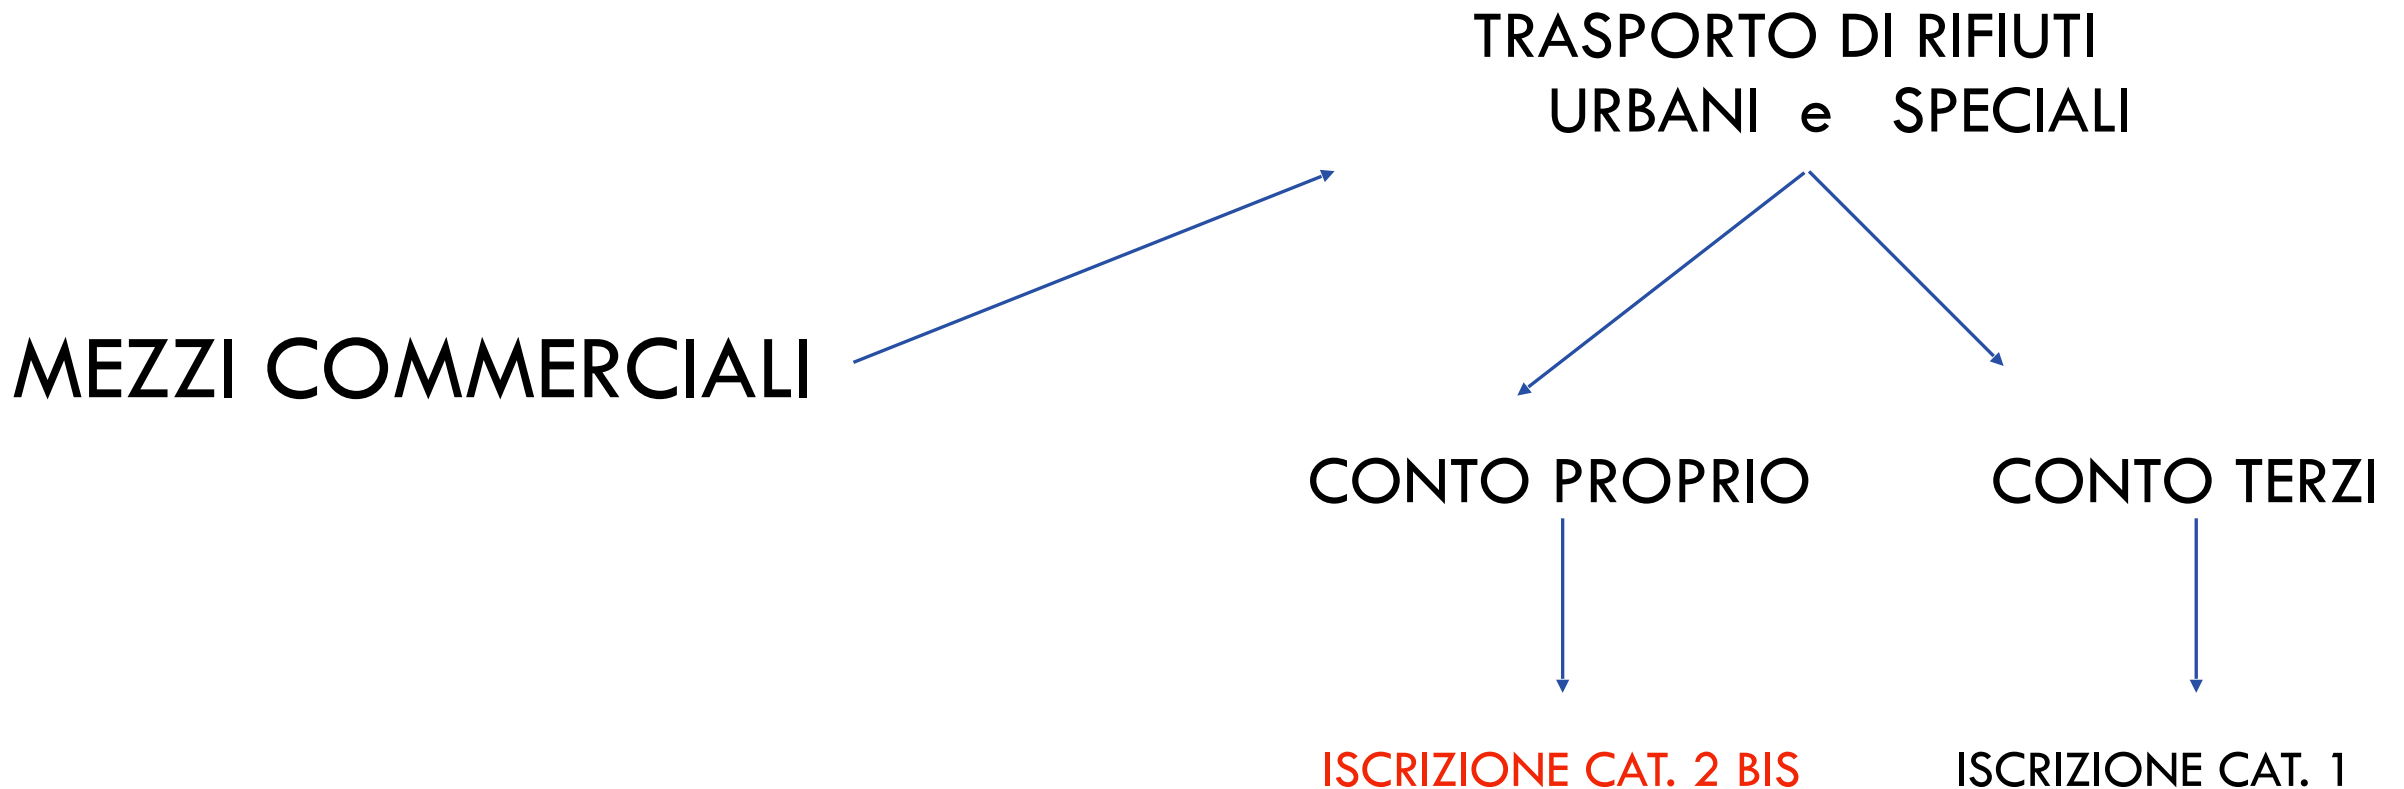 TRASPORTO DI RIFIUTI
URBANI e SPECIALI
MEZZI COMMERCIALI
CONTO PROPRIO
CONTO TERZI
ISCRIZIONE CAT. 2 BIS
ISCRIZIONE CAT. 1